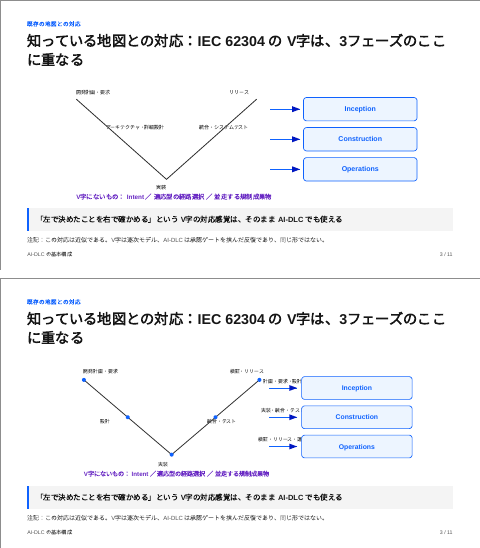 既存の地図との対応
知っている地図との対応：IEC 62304 の V字は、3フェーズのここ
に重なる
開発計画・要求
リリース
アーキテクチャ・詳細設計
統合・システムテスト
実装
Inception
Construction
Operations
V字にないもの： Intent ／ 適応型の経路選択 ／ 並走する規制成果物
「左で決めたことを右で確かめる」という V字の対応感覚は、そのまま AI-DLC でも使える
注記：この対応は近似である。V字は逐次モデル、AI-DLC は承認ゲートを挟んだ反復であり、同じ形ではない。
AI-DLC の基本構成
3 / 11
既存の地図との対応
知っている地図との対応：IEC 62304 の V字は、3フェーズのここ
に重なる
開発計画・要求
検証・リリース
設計
統合・テスト
実装
計画・要求・設計
Inception
実装・統合・テス
Construction
検証・リリース・運
Operations
V字にないもの： Intent ／ 適応型の経路選択 ／ 並走する規制成果物
「左で決めたことを右で確かめる」という V字の対応感覚は、そのまま AI-DLC でも使える
注記：この対応は近似である。V字は逐次モデル、AI-DLC は承認ゲートを挟んだ反復であり、同じ形ではない。
AI-DLC の基本構成
3 / 11